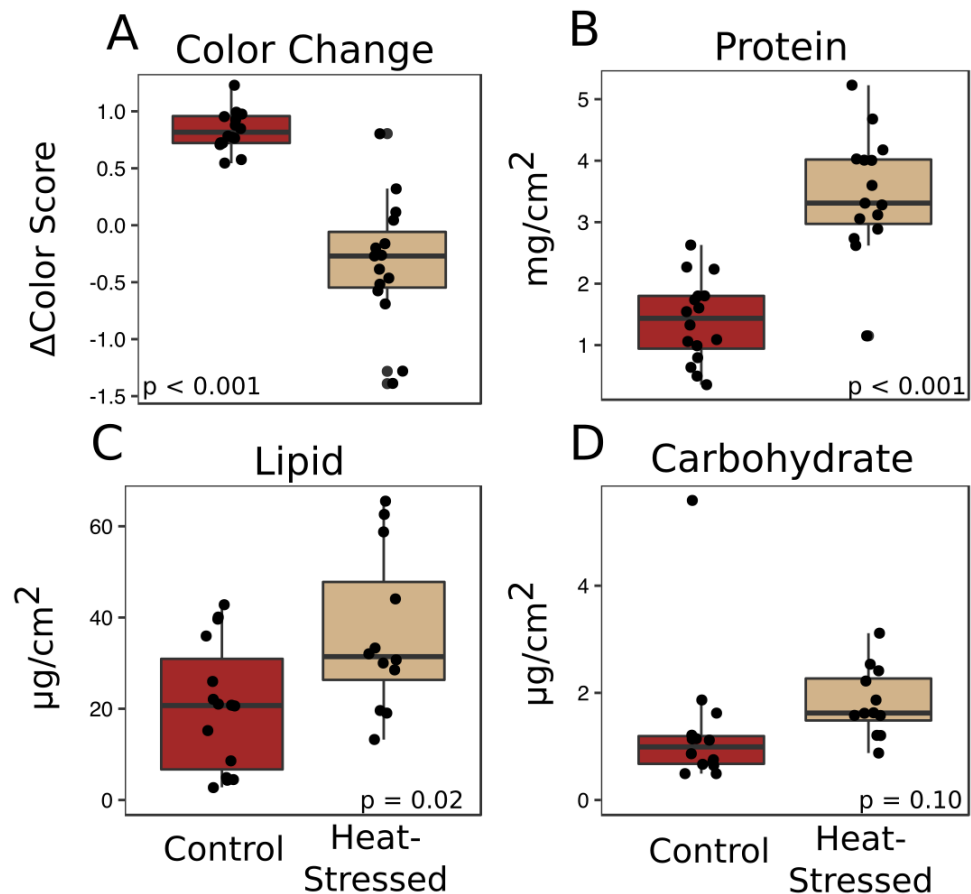 A
Color Change
ΔColor Score
1.0
0.5
0.0
-0.5
-1.0
-1.5
p < 0.001
B
Protein
mg/cm²
5
4
3
2
1
p < 0.001
C
Lipid
µg/cm²
60
40
20
0
p = 0.02
Control
Heat-
Stressed
D
Carbohydrate
µg/cm²
4
2
0
p = 0.10
Control
Heat-
Stressed